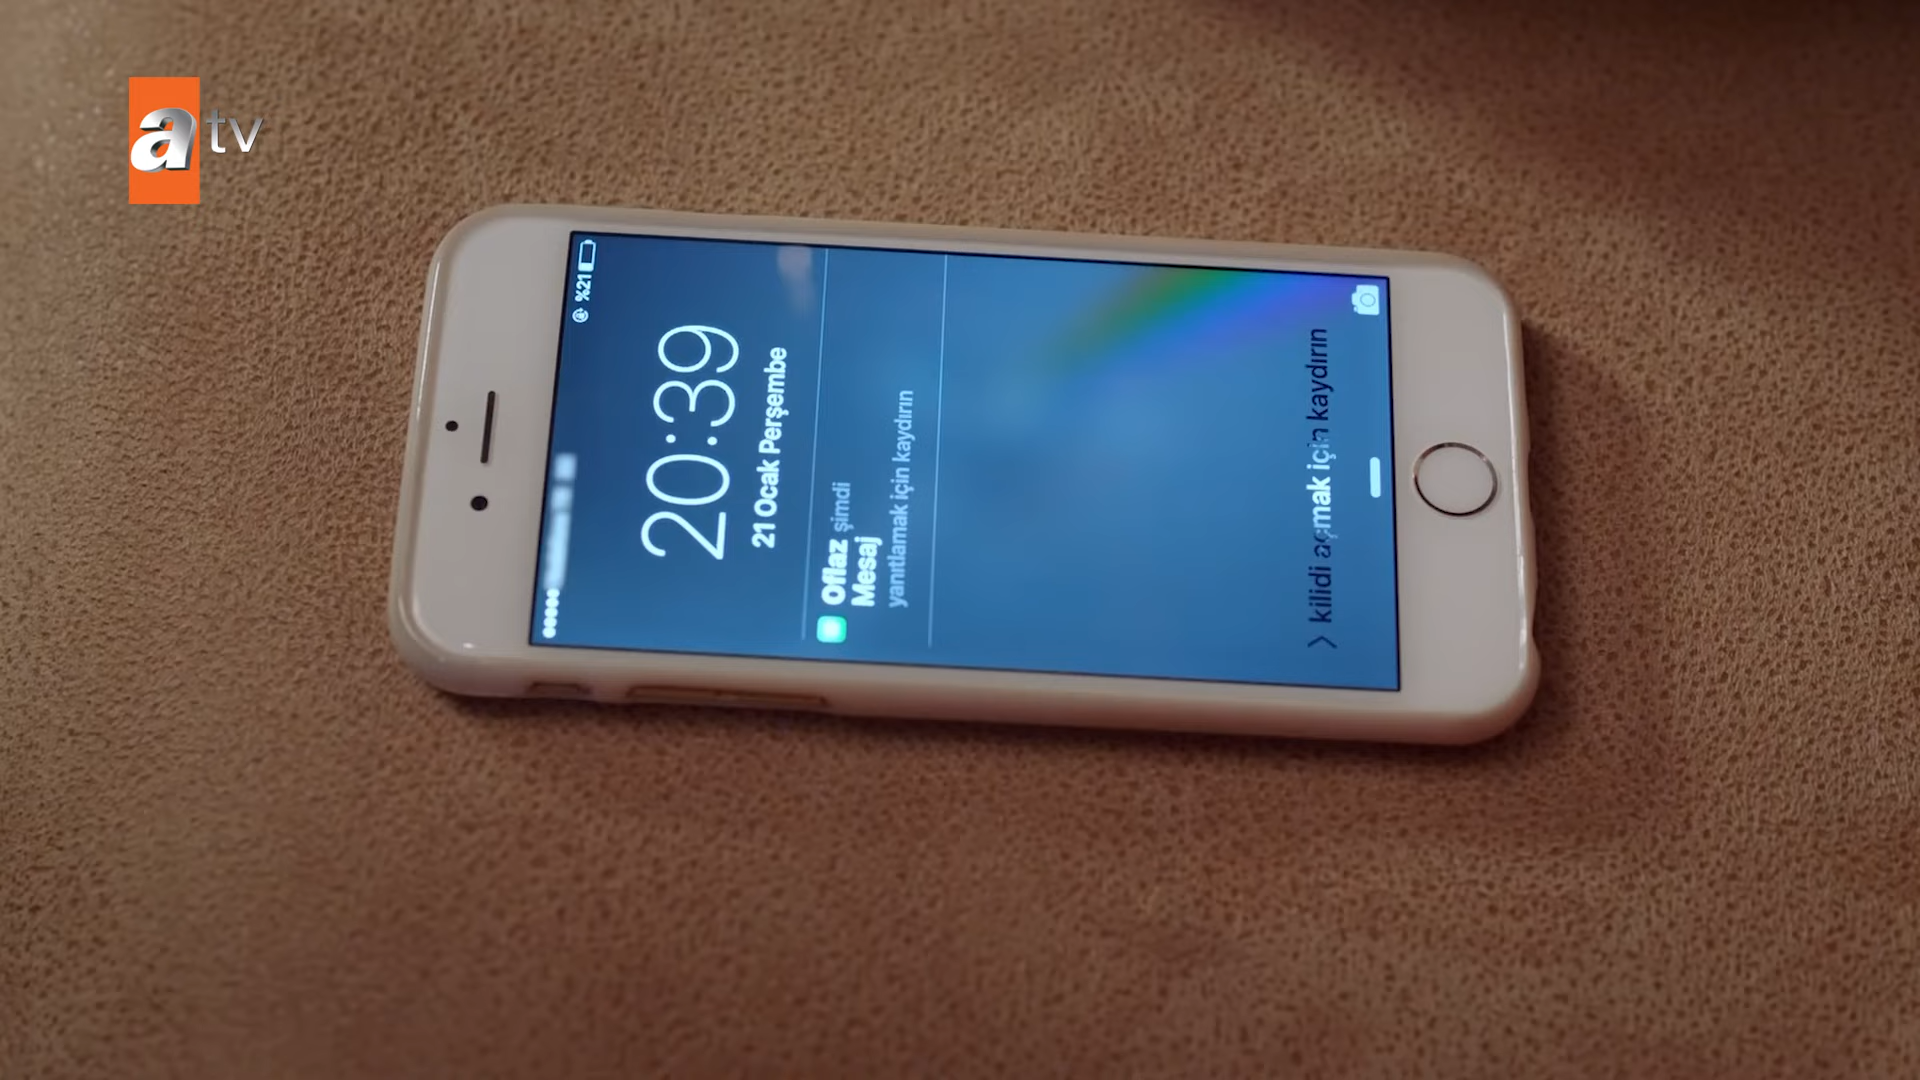 atv
%21
20:39
21 Ocak Perşembe
Oflaz şimdi
Mesaj
yanıtlamak için kaydırın
> kilidi açmak için kaydırın